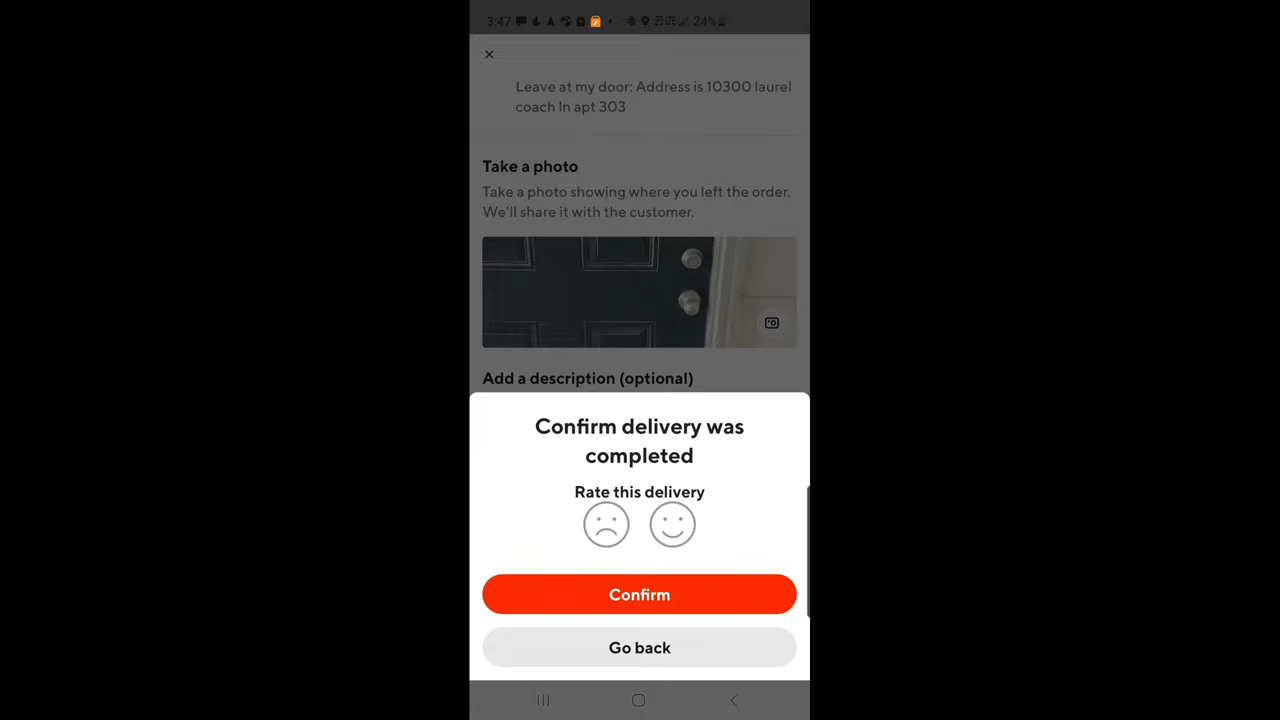 3:47
LTE
24%
Leave at my door: Address is 10300 laurel
coach ln apt 303
Take a photo
Take a photo showing where you left the order.
We'll share it with the customer.
Add a description (optional)
Confirm delivery was
completed
Rate this delivery
Confirm
Go back